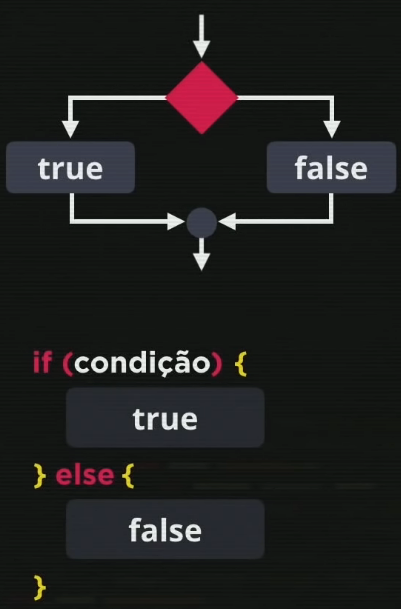 true false
if (condição) {
true
} else {
false
}